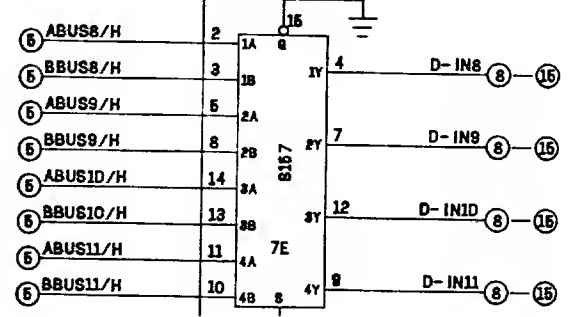 15
G
5 ABUS8/H 2 1A
1Y 4 D-IN8 8 15
5 BBUS8/H 3 1B
5 ABUS9/H 5 2A
2Y 7 D-IN9 8 15
5 BBUS9/H 8 2B
8157
5 ABUS10/H 14 3A
3Y 12 D-IN10 8 15
5 BBUS10/H 13 3B
7E
5 ABUS11/H 11 4A
4Y 9 D-IN11 8 15
5 BBUS11/H 10 4B
S